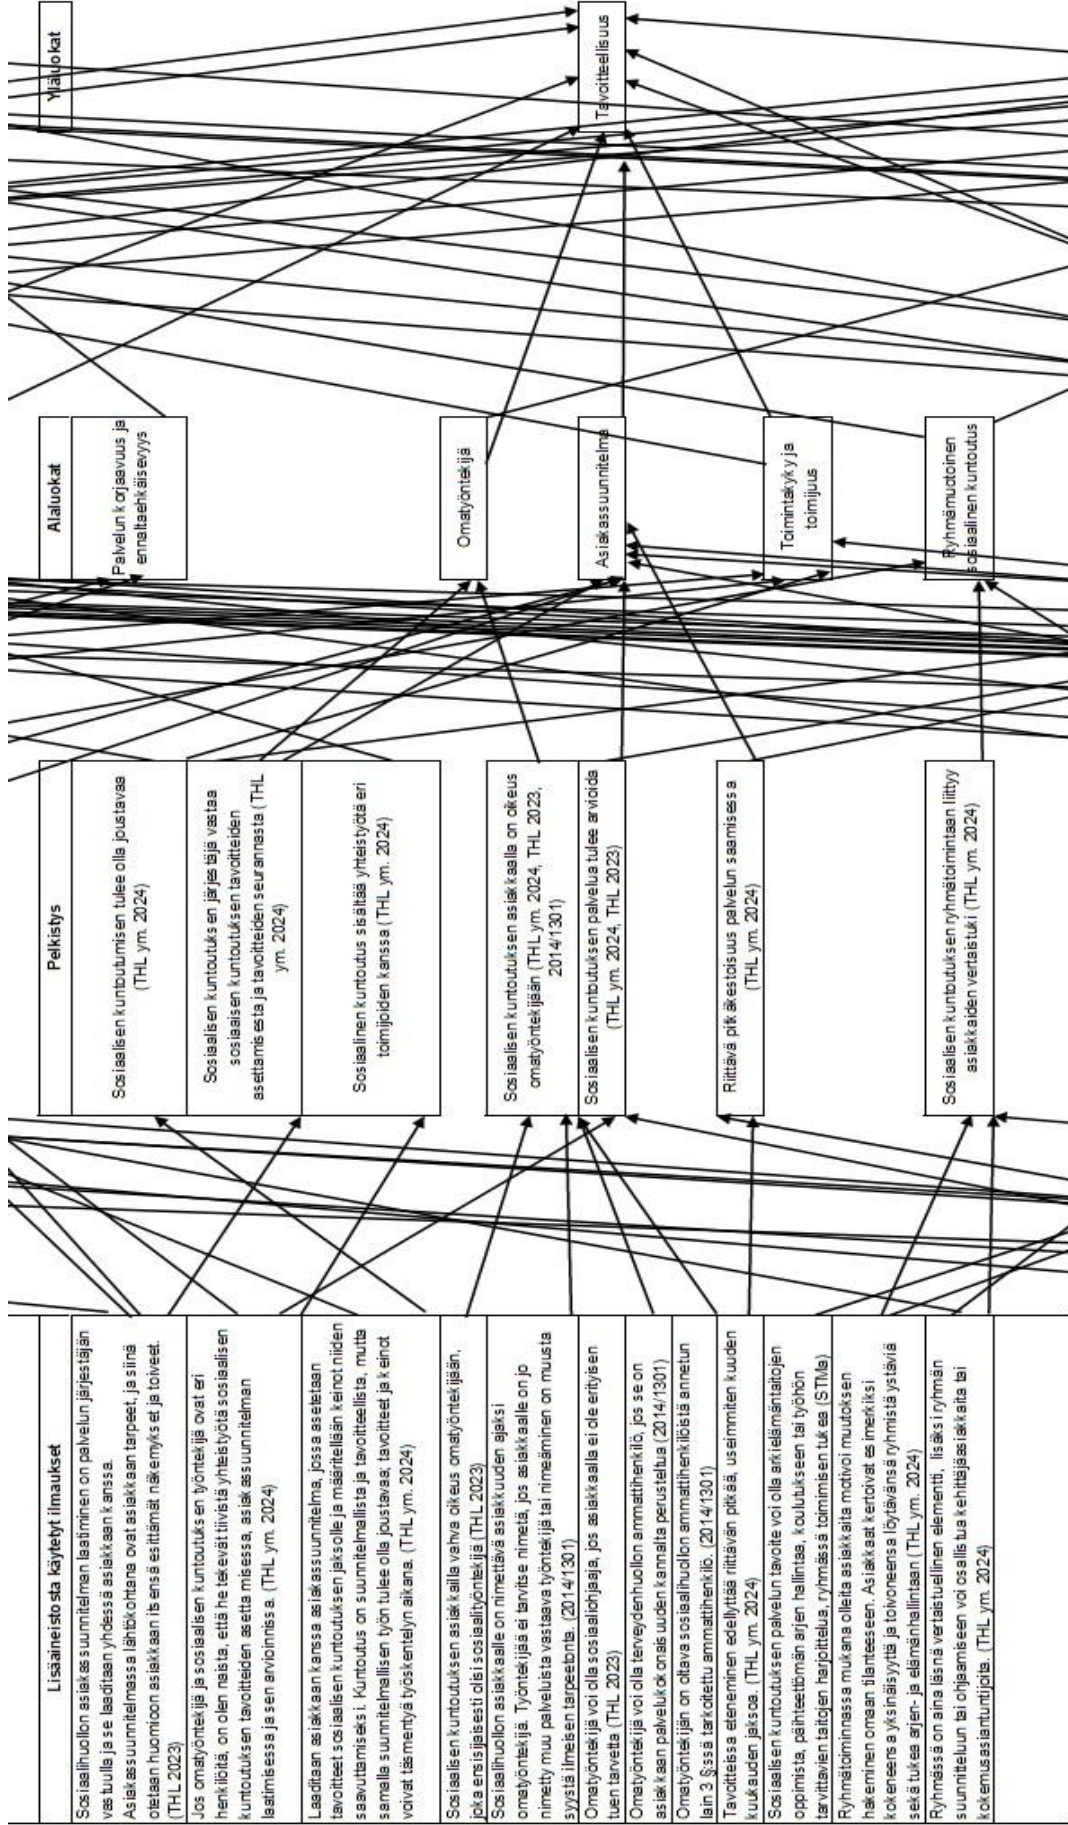 Lisäaineistosta käytetyt ilmaukset
Sosiaalihuollon asiakassuunnitelman laatiminen on palvelun järjestäjän
vastuulla ja se laaditaan yhdessä asiakkaan kanssa.
Asiakassuunnitelmassa lähtökohtana ovat asiakkaan tarpeet, ja siinä
otetaan huomioon asiakkaan itsensä esittämät näkemykset ja toiveet.
(THL 2023)
Jos omatyöntekijä ja sosiaalisen kuntoutuksen työntekijä ovat eri
henkilöitä, on olennaista, että he tekevät tiivistä yhteistyötä sosiaalisen
kuntoutuksen tavoitteiden asettamisessa, asiakassuunnitelman
laatimisessa ja sen arvioinnissa. (THL ym. 2024)
Laaditaan asiakkaan kanssa asiakassuunnitelma, jossa asetetaan
tavoitteet sosiaalisen kuntoutuksen jaksolle ja määritellään keinot niiden
saavuttamiseksi. Kuntoutus on suunnitelmallista ja tavoitteellista, mutta
samalla suunnitelmallisen työn tulee olla joustavaa; tavoitteet ja keinot
voivat täsmentyä työskentelyn aikana. (THL ym. 2024)
Sosiaalisen kuntoutuksen asiakkailla vahva oikeus omatyöntekijään,
joka ensisijaisesti olisi sosiaalityöntekijä (THL 2023)
Sosiaalihuollon asiakkaalle on nimettävä asiakkuuden ajaksi
omatyöntekijä. Työntekijää ei tarvitse nimetä, jos asiakkaalle on jo
nimetty muu palveluista vastaava työntekijä tai nimeäminen on muusta
syystä ilmeisen tarpeetonta. (2014/1301)
Omatyöntekijä voi olla sosiaaliohjaaja, jos asiakkaalla ei ole erityisen
tuen tarvetta (THL 2023)
Omatyöntekijä voi olla terveydenhuollon ammattihenkilö, jos se on
asiakkaan palvelukokonaisuuden kannalta perusteltua (2014/1301)
Omatyöntekijän on oltava sosiaalihuollon ammattihenkilöistä annetun
lain 3 §:ssä tarkoitettu ammattihenkilö. (2014/1301)
Tavoitteissa eteneminen edellyttää riittävän pitkää, useimmiten kuuden
kuukauden jaksoa. (THL ym. 2024)
Sosiaalisen kuntoutuksen palvelun tavoite voi olla arkielämäntaitojen
oppimista, päihteettömän arjen hallintaa, koulutukseen tai työhön
tarvittavien taitojen harjoittelua, ryhmässä toimimisen tukea (STMa)
Ryhmätoiminnassa mukana olleita asiakkaita motivoi muutoksen
hakeminen omaan tilanteeseen. Asiakkaat kertoivat esimerkiksi
kokeneensa yksinäisyyttä ja toivoneensa löytävänsä ryhmistä ystäviä
sekä tukea arjen- ja elämänhallintaan (THL ym. 2024)
Ryhmässä on aina läsnä vertaistuellinen elementti, lisäksi ryhmän
suunnitteluun tai ohjaamiseen voi osallistua kehittäjäasiakkaita tai
kokemusasiantuntijoita. (THL ym. 2024)
Pelkistys
Sosiaalisen kuntoutumisen tulee olla joustavaa
(THL ym. 2024)
Sosiaalisen kuntoutuksen järjestäjä vastaa
sosiaaisen kuntoutuksen tavoitteiden
asettamisesta ja tavoitteiden seurannasta (THL
ym. 2024)
Sosiaalinen kuntoutus sisältää yhteistyötä eri
toimijoiden kanssa (THL ym. 2024)
Sosiaalisen kuntoutuksen asiakkaalla on oikeus
omatyöntekijään (THL ym. 2024, THL 2023,
2014/1301)
Sosiaalisen kuntoutuksen palvelua tulee arvioida
(THL ym. 2024, THL 2023)
Riittävä pitkäkestoisuus palvelun saamisessa
(THL ym. 2024)
Sosiaalisen kuntoutuksen ryhmätoimintaan liittyy
asiakkaiden vertaistuki (THL ym. 2024)
Alaluokat
Palvelun korjaavuus ja
ennaltaehkäisevyys
Omatyöntekijä
Asiakassuunnitelma
Toimintakyky ja
toimijuus
Ryhmämuotoinen
sosiaalinen kuntoutus
Yläluokat
Tavoitteellisuus